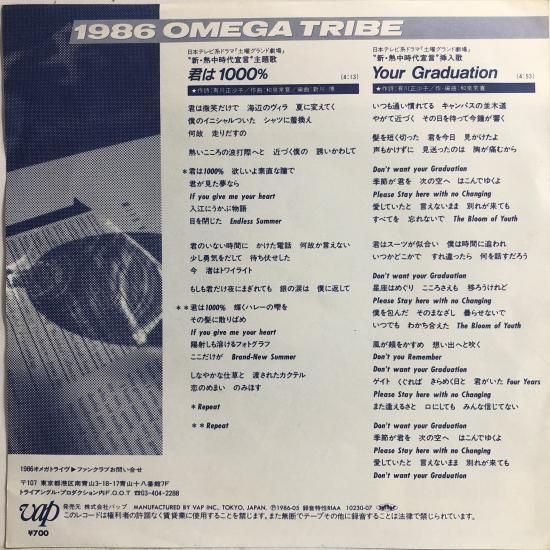 1986 OMEGA TRIBE
日本テレビ系ドラマ「土曜グランド劇場」
"新・熱中時代宣言"主題歌
君は1000% (4:13)
★作詩:有川正沙子/作曲:和泉常寛/編曲:新川 博
君は微笑だけで 海辺のヴィラ 夏に変えてく
僕のイニシャルついた シャツに着換え
何故 走りだすの
熱いこころの波打際へと 近づく僕の 誘いかわして
*君は1000% 欲しいよ素直な瞳で
君が見た夢なら
If you give me your heart
入江にうかぶ物語
目を閉じた Endless Summer
君のいない時間に かけた電話 何故か言えない
少し勇気をだして 待ち伏せした
今 渚はトワイライト
もしも君だけ夜にまぎれても 銀の涙は 僕に返して
**君は1000% 輝くハレーの雫を
その髪に散りばめ
If you give me your heart
陽射しも溶けるフォトグラフ
ここだけが Brand-New Summer
しなやかな仕草と 渡されたカクテル
恋のめまい のみほす
*Repeat
**Repeat
日本テレビ系ドラマ「土曜グランド劇場」
"新・熱中時代宣言"挿入歌
Your Graduation (4:53)
★作詩:有川正沙子/作・編曲:和泉常寛
いつも通い慣れてる キャンパスの並木道
やがて近づく その日を待って今鐘が響く
髪を短く切った 君を今日 見かけたよ
声もかけずに 見送ったのは 胸が痛むから
Don't want your Graduation
季節が君を 次の空へ はこんでゆくよ
Please Stay here with no Changing
愛していたと 言えないまま 別れが来ても
すべてを 忘れないで The Bloom of Youth
君はスーツが似合い 僕は時間に追われ
いつかどこかで すれ違ったら 何を話すだろう
Don't want your Graduation
星座はめぐり こころさえも 移ろうけれど
Please Stay here with no Changing
僕を包んだ そのまなざし 曇らせないで
いつでも わかり合えた The Bloom of Youth
風が頬をかすめ 想い出へと吹く
Don't you Remember
Don't want your Graduation
ゲイト くぐれば きらめく日と 君がいた Four Years
Please Stay here with no Changing
また逢えるさと 口にしても みんな信じてない
Don't want your Graduation
季節が君を 次の空へ はこんでゆくよ
Please Stay here with no Changing
愛していたと 言えないまま 別れが来ても
Don't want your Graduation
1986オメガトライヴ▶ファンクラブお問い合せ
〒107 東京都港区南青山3-18-17青山十八番館7F
トライアングル・プロダクション内F.O.O.T ☎03-404-2288
vap
¥700
発売元 株式会社バップ MANUFACTURED BY VAP INC., TOKYO, JAPAN. Ⓟ1986・05 録音特性RIAA 10230-07
このレコードは権利者の許諾なく賃貸業に使用することを禁じます。また無断でテープその他に録音することは法律で禁じられています。